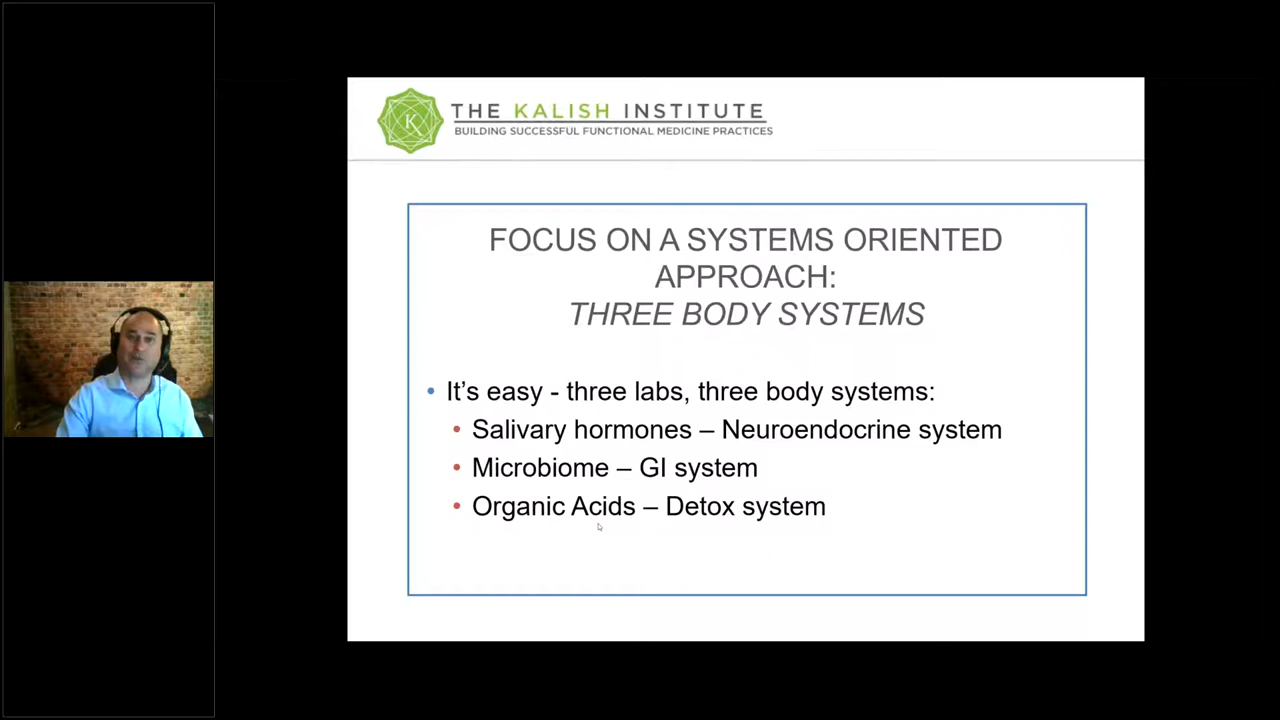 THE KALISH INSTITUTE
BUILDING SUCCESSFUL FUNCTIONAL MEDICINE PRACTICES
FOCUS ON A SYSTEMS ORIENTED
APPROACH:
THREE BODY SYSTEMS
• It’s easy - three labs, three body systems:
• Salivary hormones – Neuroendocrine system
• Microbiome – GI system
• Organic Acids – Detox system